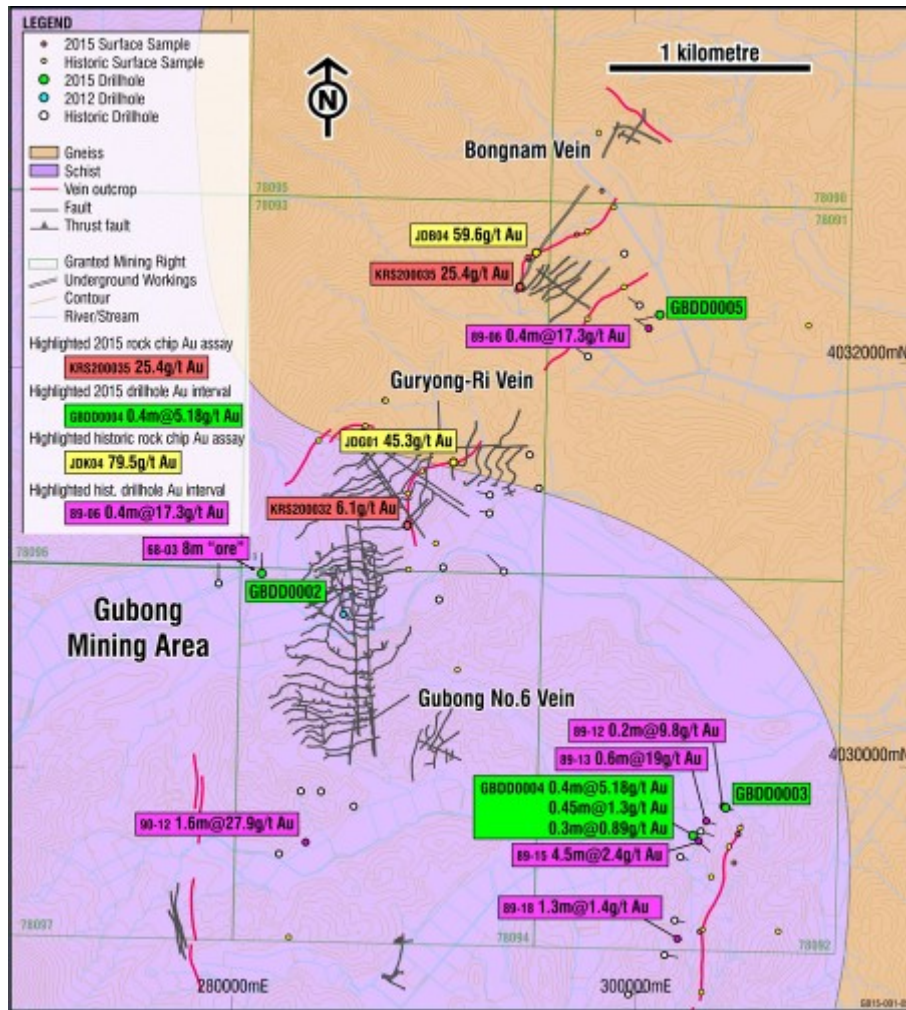 LEGEND
2015 Surface Sample
Historic Surface Sample
2015 Drillhole
2012 Drillhole
Historic Drillhole
Gneiss
Schist
Vein outcrop
Fault
Thrust fault
Granted Mining Right
Underground Workings
Contour
River/Stream
Highlighted 2015 rock chip Au assay
KRS200035 25.4g/t Au
Highlighted 2015 drillhole Au interval
GBDD0004 0.4m@5.18g/t Au
Highlighted historic rock chip Au assay
JDK04 79.5g/t Au
Highlighted hist. drillhole Au interval
89-06 0.4m@17.3g/t Au
N
1 kilometre
Bongnam Vein
78095
78093
78090
78091
JDB04 59.6g/t Au
KRS200035 25.4g/t Au
GBDD0005
89-06 0.4m@17.3g/t Au
4032000mN
Guryong-Ri Vein
JDG01 45.3g/t Au
KRS200032 6.1g/t Au
68-03 8m "ore"
78096
GBDD0002
Gubong
Mining Area
Gubong No.6 Vein
89-12 0.2m@9.8g/t Au
4030000mN
89-13 0.6m@19g/t Au
GBDD0004 0.4m@5.18g/t Au
0.45m@1.3g/t Au
0.3m@0.89g/t Au
GBDD0003
90-12 1.6m@27.9g/t Au
89-15 4.5m@2.4g/t Au
89-18 1.3m@1.4g/t Au
78097
78094
78092
280000mE
300000mE